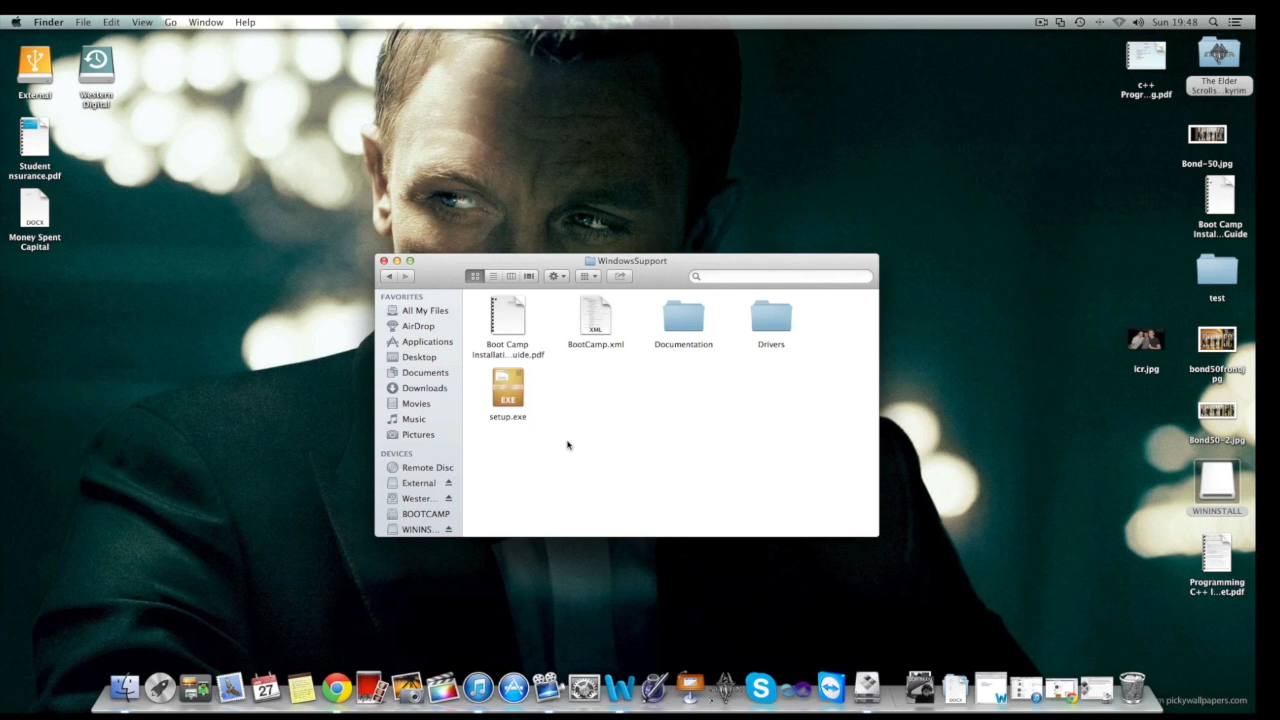 Finder File Edit View Go Window Help
Sun 19:48
External
Western
Digital
Student
nsurance.pdf
DOCX
Money Spent
Capital
c++
Progr...g.pdf
The Elder
Scrolls...kyrim
Bond-50.jpg
Boot Camp
Instal...Guide
test
lcr.jpg
bond50frontj
pg
Bond50-2.jpg
WININSTALL
Programming
C++ I...et.pdf
WindowsSupport
FAVORITES
All My Files
AirDrop
Applications
Desktop
Documents
Downloads
Movies
Music
Pictures
DEVICES
Remote Disc
External
Wester...
BOOTCAMP
WININS...
Boot Camp
Installati...uide.pdf
XML
BootCamp.xml
Documentation
Drivers
EXE
setup.exe
27
DOCX
m pickywallpapers.com